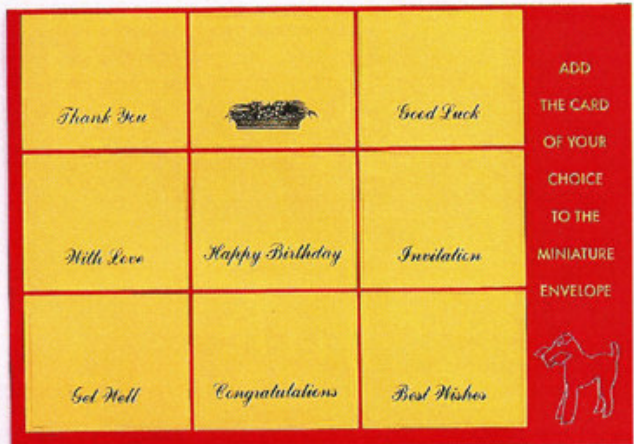 Thank You
Good Luck
With Love
Happy Birthday
Invitation
Get Well
Congratulations
Best Wishes
ADD
THE CARD
OF YOUR
CHOICE
TO THE
MINIATURE
ENVELOPE